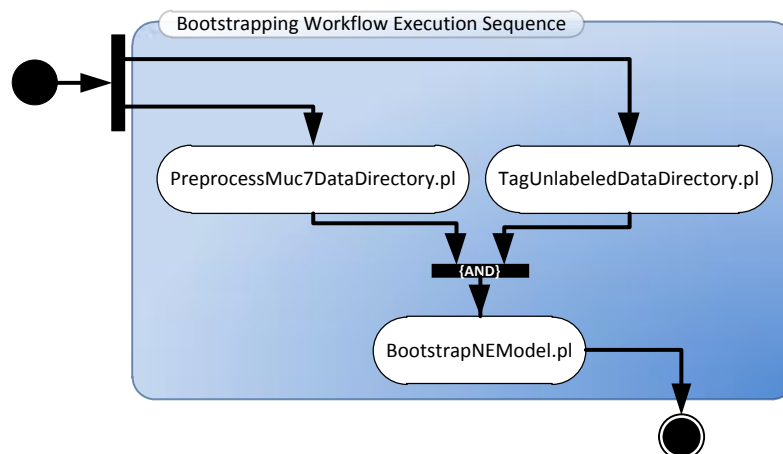 Bootstrapping Workflow Execution Sequence
PreprocessMuc7DataDirectory.pl
TagUnlabeledDataDirectory.pl
{AND}
BootstrapNEModel.pl